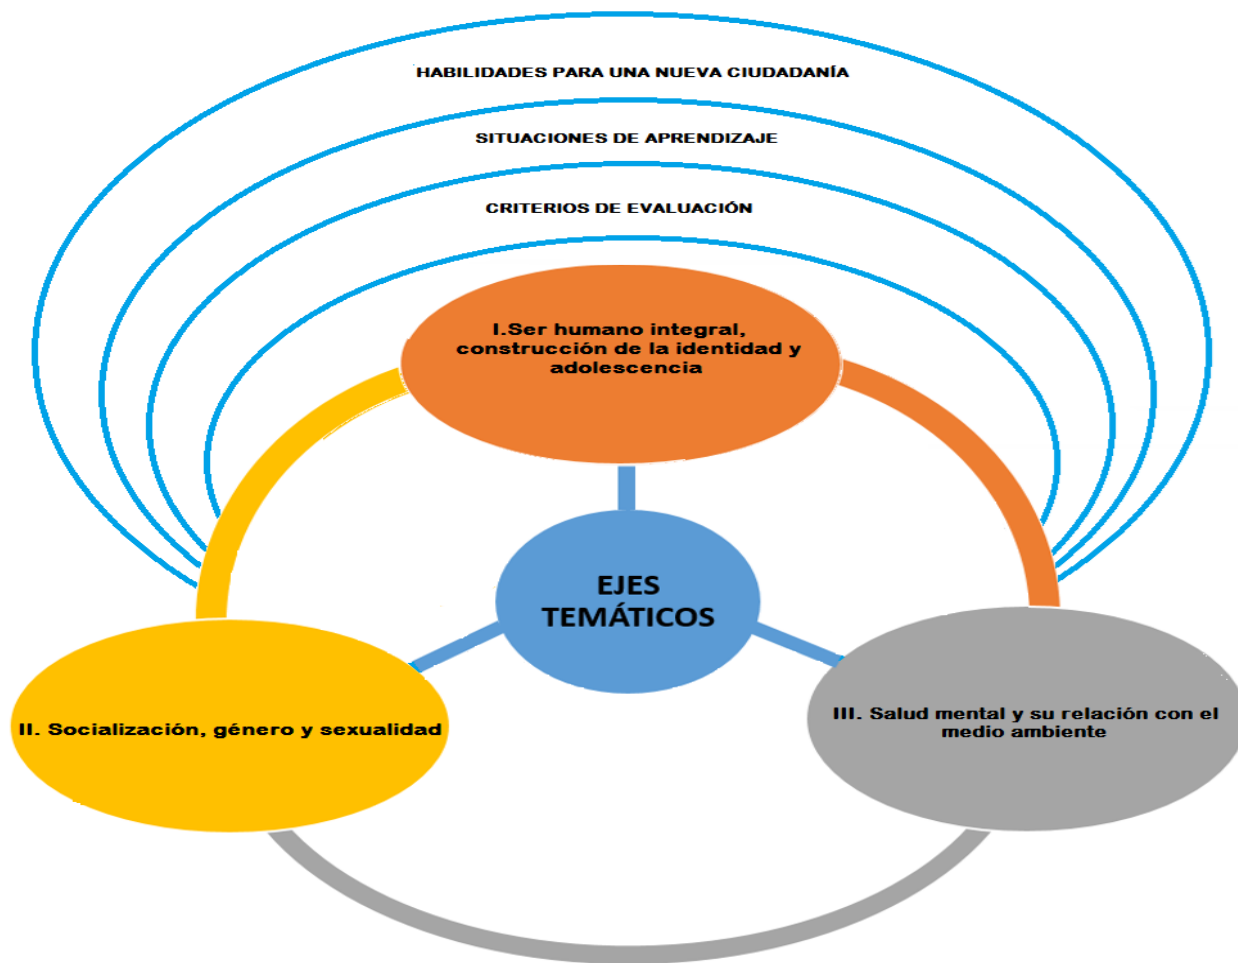 HABILIDADES PARA UNA NUEVA CIUDADANÍA
SITUACIONES DE APRENDIZAJE
CRITERIOS DE EVALUACIÓN
I.Ser humano integral,
construcción de la identidad y
adolescencia
EJES
TEMÁTICOS
II. Socialización, género y sexualidad
III. Salud mental y su relación con el
medio ambiente